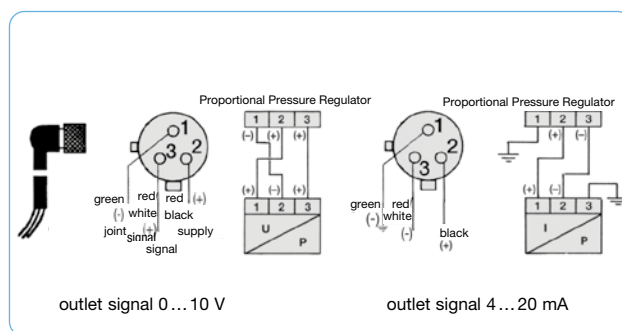 Proportional Pressure Regulator
1 2 3
(-) (+) (+)
1
3 2
green red/ red (+)
(-) white black
joint (+) supply
signal
signal
(+) (-) (+)
1 2 3
U
P
outlet signal 0...10 V
Proportional Pressure Regulator
1 2 3
(+) (-)
1
3 2
green red/
(-) white
(-) black
(+)
(+) (-)
1 2 3
I
P
outlet signal 4...20 mA